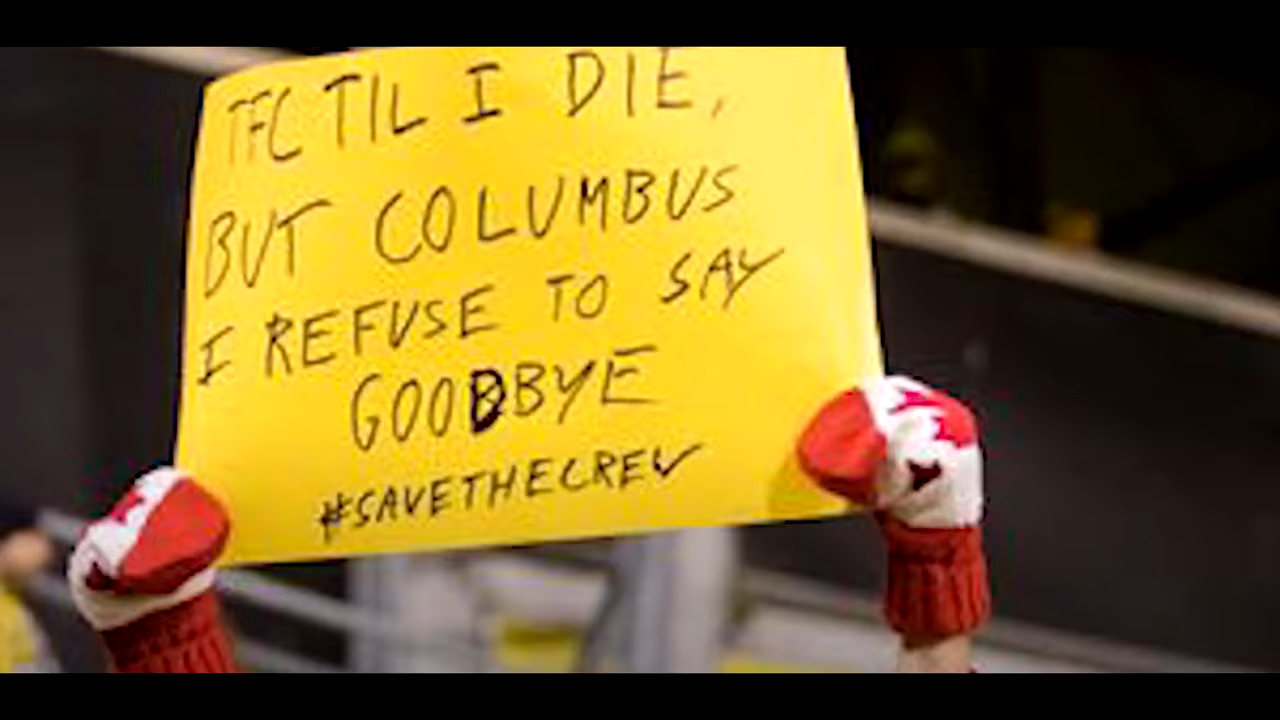 TFC TIL I DIE,
BUT COLUMBUS
I REFUSE TO SAY
GOODBYE
#SAVETHECREW